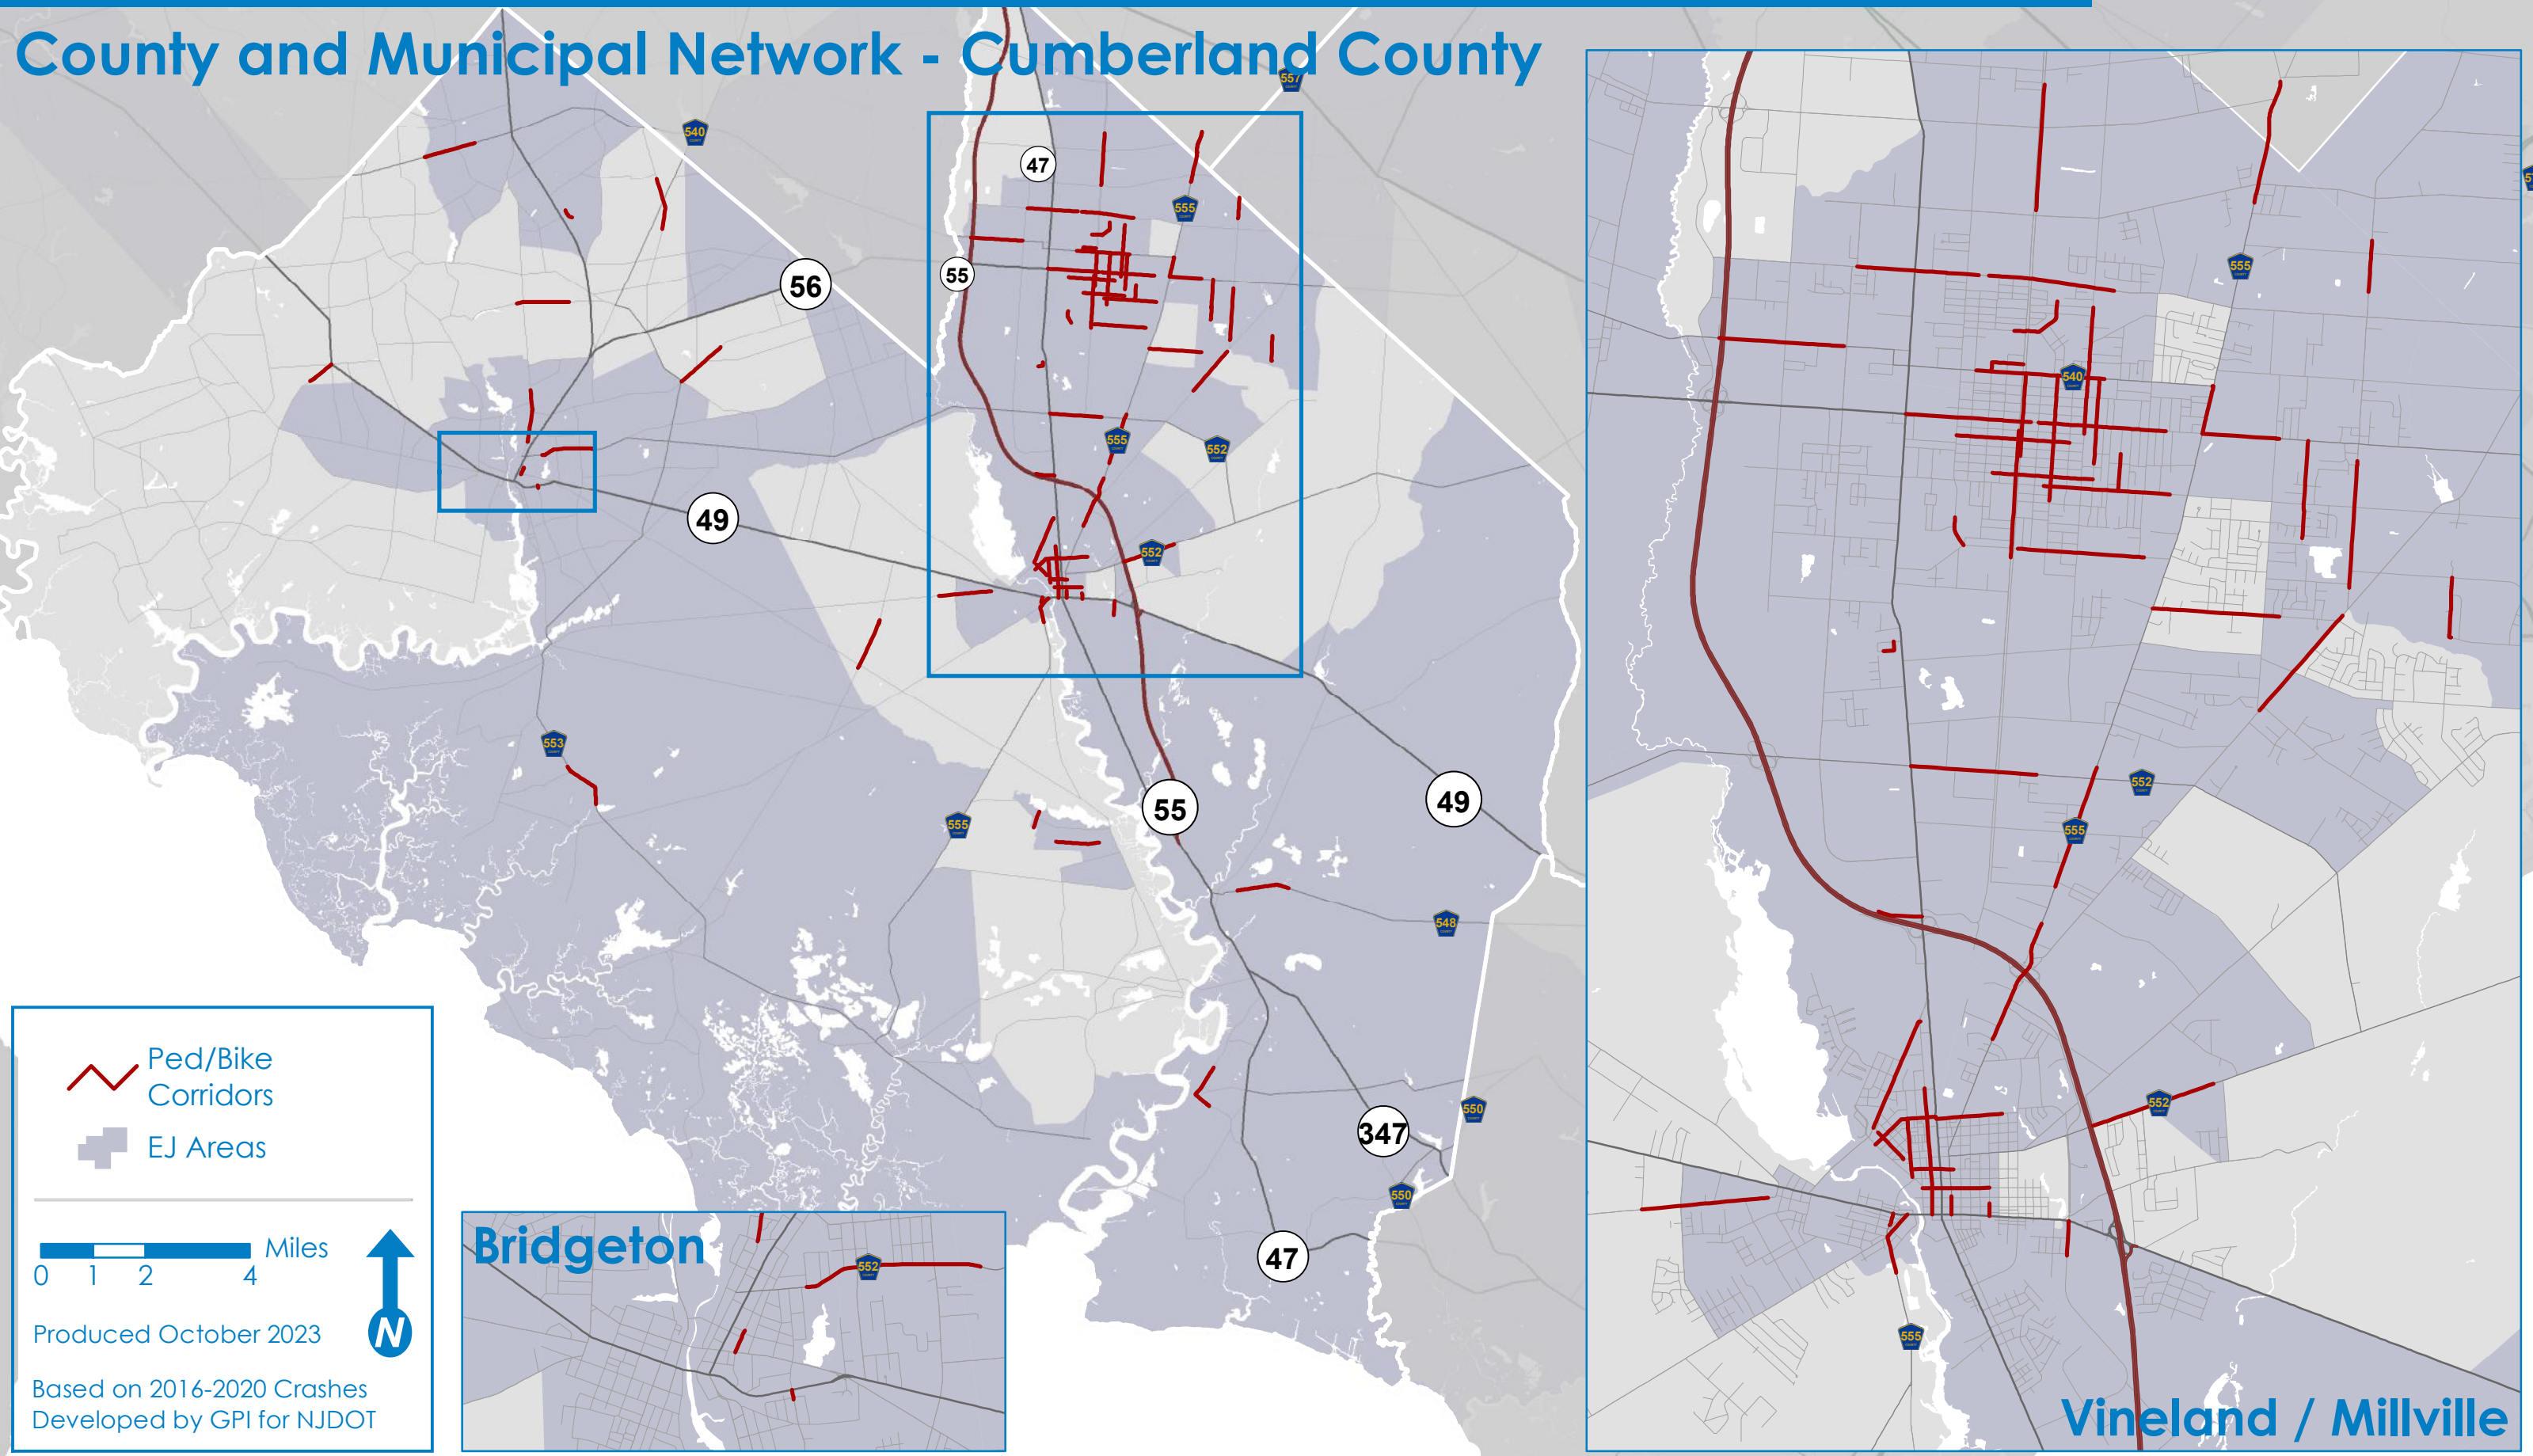 County and Municipal Network - Cumberland County
557
540
47
555
55
56
555
552
49
552
553
555
55
49
548
550
347
550
47
Ped/Bike
Corridors
EJ Areas
Miles
0 1 2 4
N
Produced October 2023
Based on 2016-2020 Crashes
Developed by GPI for NJDOT
Bridgeton
552
555
540
552
555
552
555
Vineland / Millville